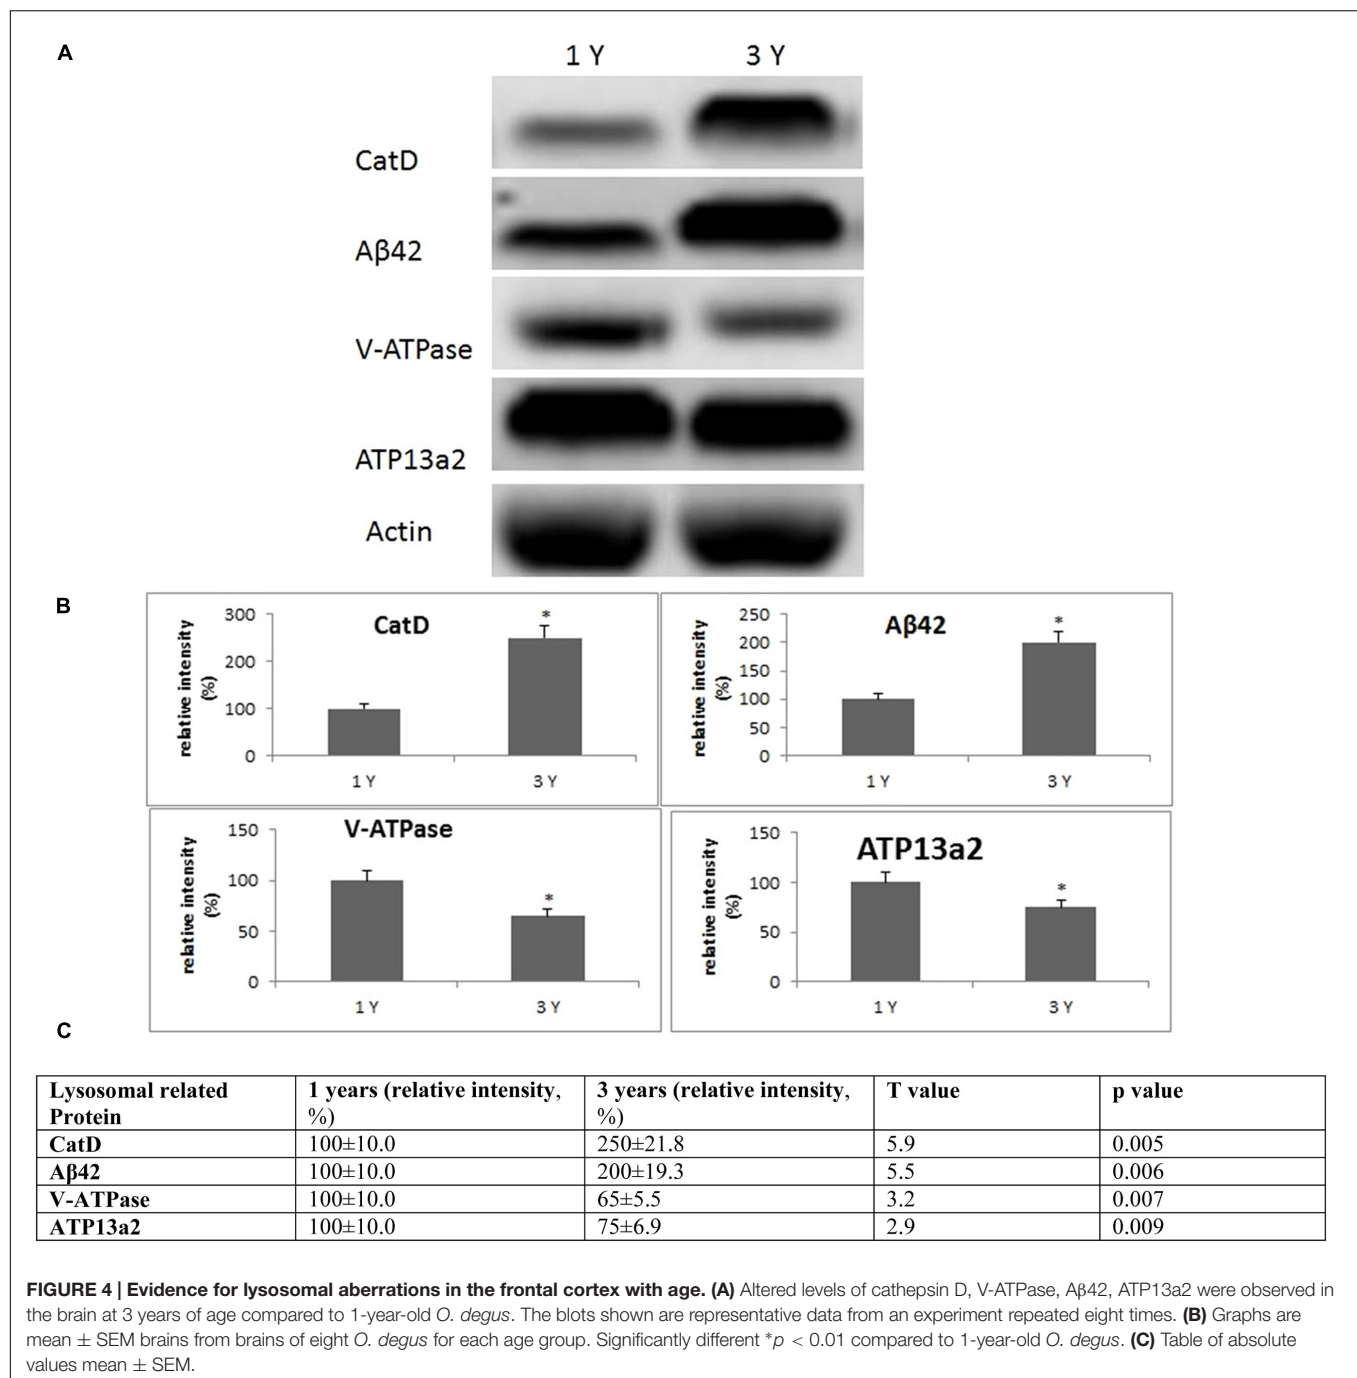 A
1 Y 3 Y
CatD
Aβ42
V-ATPase
ATP13a2
Actin
B
CatD
relative intensity
(%)
300
200
100
0
*
1 Y 3 Y
Aβ42
relative intensity
(%)
250
200
150
100
50
0
*
1 Y 3 Y
V-ATPase
relative intensity
(%)
150
100
50
0
*
1 Y 3 Y
ATP13a2
relative intensity
(%)
150
100
50
0
*
1 Y 3 Y
C
Lysosomal related Protein | 1 years (relative intensity, %) | 3 years (relative intensity, %) | T value | p value
CatD | 100±10.0 | 250±21.8 | 5.9 | 0.005
Aβ42 | 100±10.0 | 200±19.3 | 5.5 | 0.006
V-ATPase | 100±10.0 | 65±5.5 | 3.2 | 0.007
ATP13a2 | 100±10.0 | 75±6.9 | 2.9 | 0.009
FIGURE 4 | Evidence for lysosomal aberrations in the frontal cortex with age. (A) Altered levels of cathepsin D, V-ATPase, Aβ42, ATP13a2 were observed in
the brain at 3 years of age compared to 1-year-old O. degus. The blots shown are representative data from an experiment repeated eight times. (B) Graphs are
mean ± SEM brains from brains of eight O. degus for each age group. Significantly different *p < 0.01 compared to 1-year-old O. degus. (C) Table of absolute
values mean ± SEM.